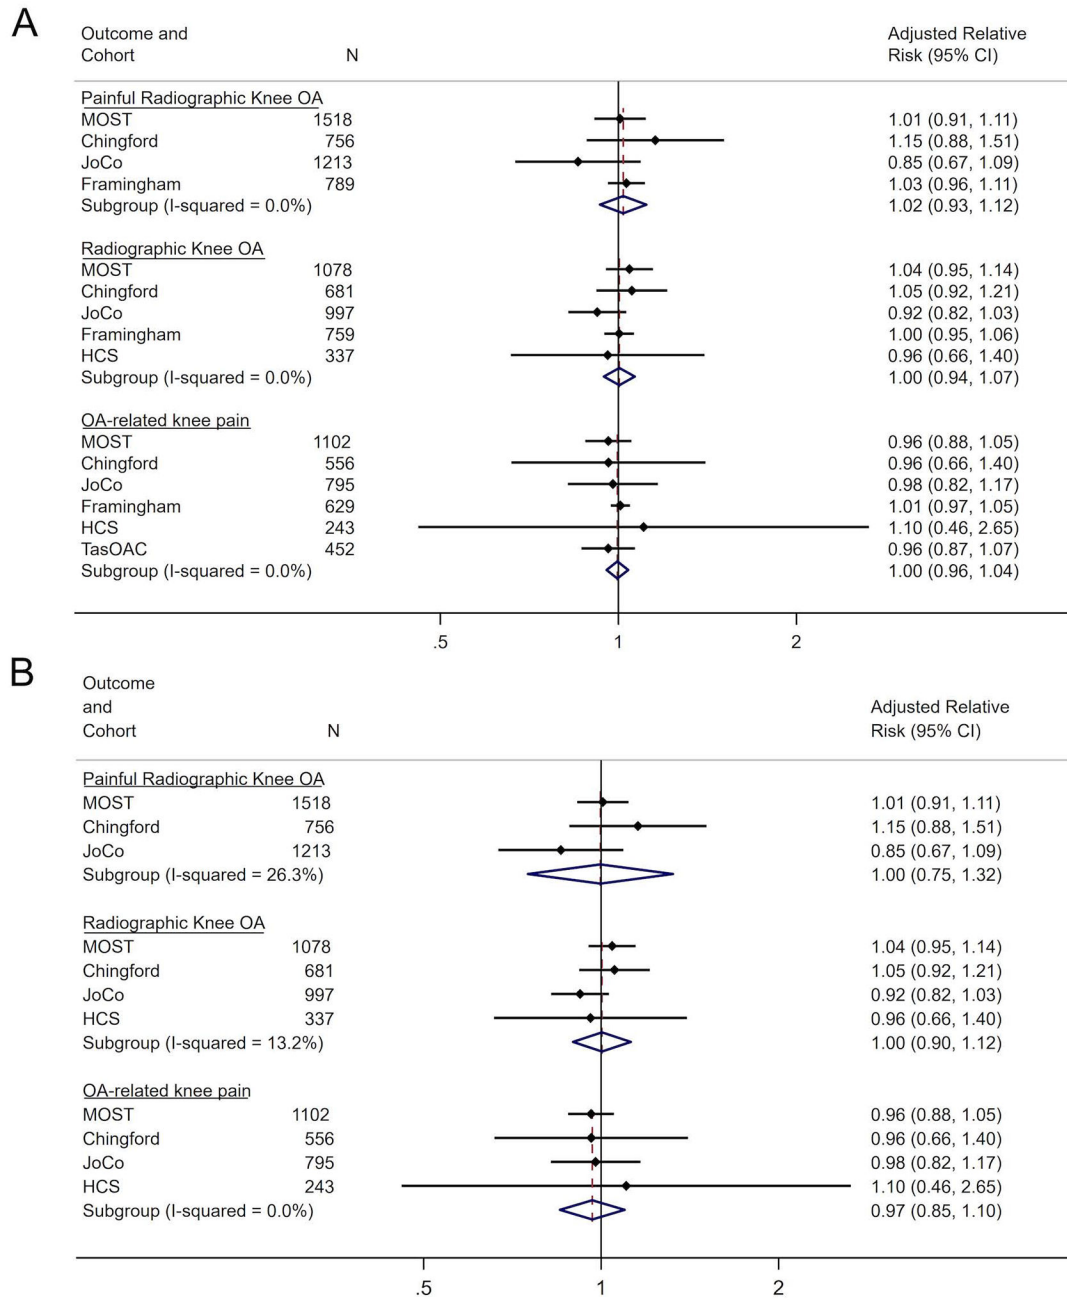 A
Outcome and Adjusted Relative
Cohort N Risk (95% CI)
Painful Radiographic Knee OA
MOST 1518 1.01 (0.91, 1.11)
Chingford 756 1.15 (0.88, 1.51)
JoCo 1213 0.85 (0.67, 1.09)
Framingham 789 1.03 (0.96, 1.11)
Subgroup (I-squared = 0.0%) 1.02 (0.93, 1.12)
Radiographic Knee OA
MOST 1078 1.04 (0.95, 1.14)
Chingford 681 1.05 (0.92, 1.21)
JoCo 997 0.92 (0.82, 1.03)
Framingham 759 1.00 (0.95, 1.06)
HCS 337 0.96 (0.66, 1.40)
Subgroup (I-squared = 0.0%) 1.00 (0.94, 1.07)
OA-related knee pain
MOST 1102 0.96 (0.88, 1.05)
Chingford 556 0.96 (0.66, 1.40)
JoCo 795 0.98 (0.82, 1.17)
Framingham 629 1.01 (0.97, 1.05)
HCS 243 1.10 (0.46, 2.65)
TasOAC 452 0.96 (0.87, 1.07)
Subgroup (I-squared = 0.0%) 1.00 (0.96, 1.04)
.5 1 2
B
Outcome
and Adjusted Relative
Cohort N Risk (95% CI)
Painful Radiographic Knee OA
MOST 1518 1.01 (0.91, 1.11)
Chingford 756 1.15 (0.88, 1.51)
JoCo 1213 0.85 (0.67, 1.09)
Subgroup (I-squared = 26.3%) 1.00 (0.75, 1.32)
Radiographic Knee OA
MOST 1078 1.04 (0.95, 1.14)
Chingford 681 1.05 (0.92, 1.21)
JoCo 997 0.92 (0.82, 1.03)
HCS 337 0.96 (0.66, 1.40)
Subgroup (I-squared = 13.2%) 1.00 (0.90, 1.12)
OA-related knee pain
MOST 1102 0.96 (0.88, 1.05)
Chingford 556 0.96 (0.66, 1.40)
JoCo 795 0.98 (0.82, 1.17)
HCS 243 1.10 (0.46, 2.65)
Subgroup (I-squared = 0.0%) 0.97 (0.85, 1.10)
.5 1 2